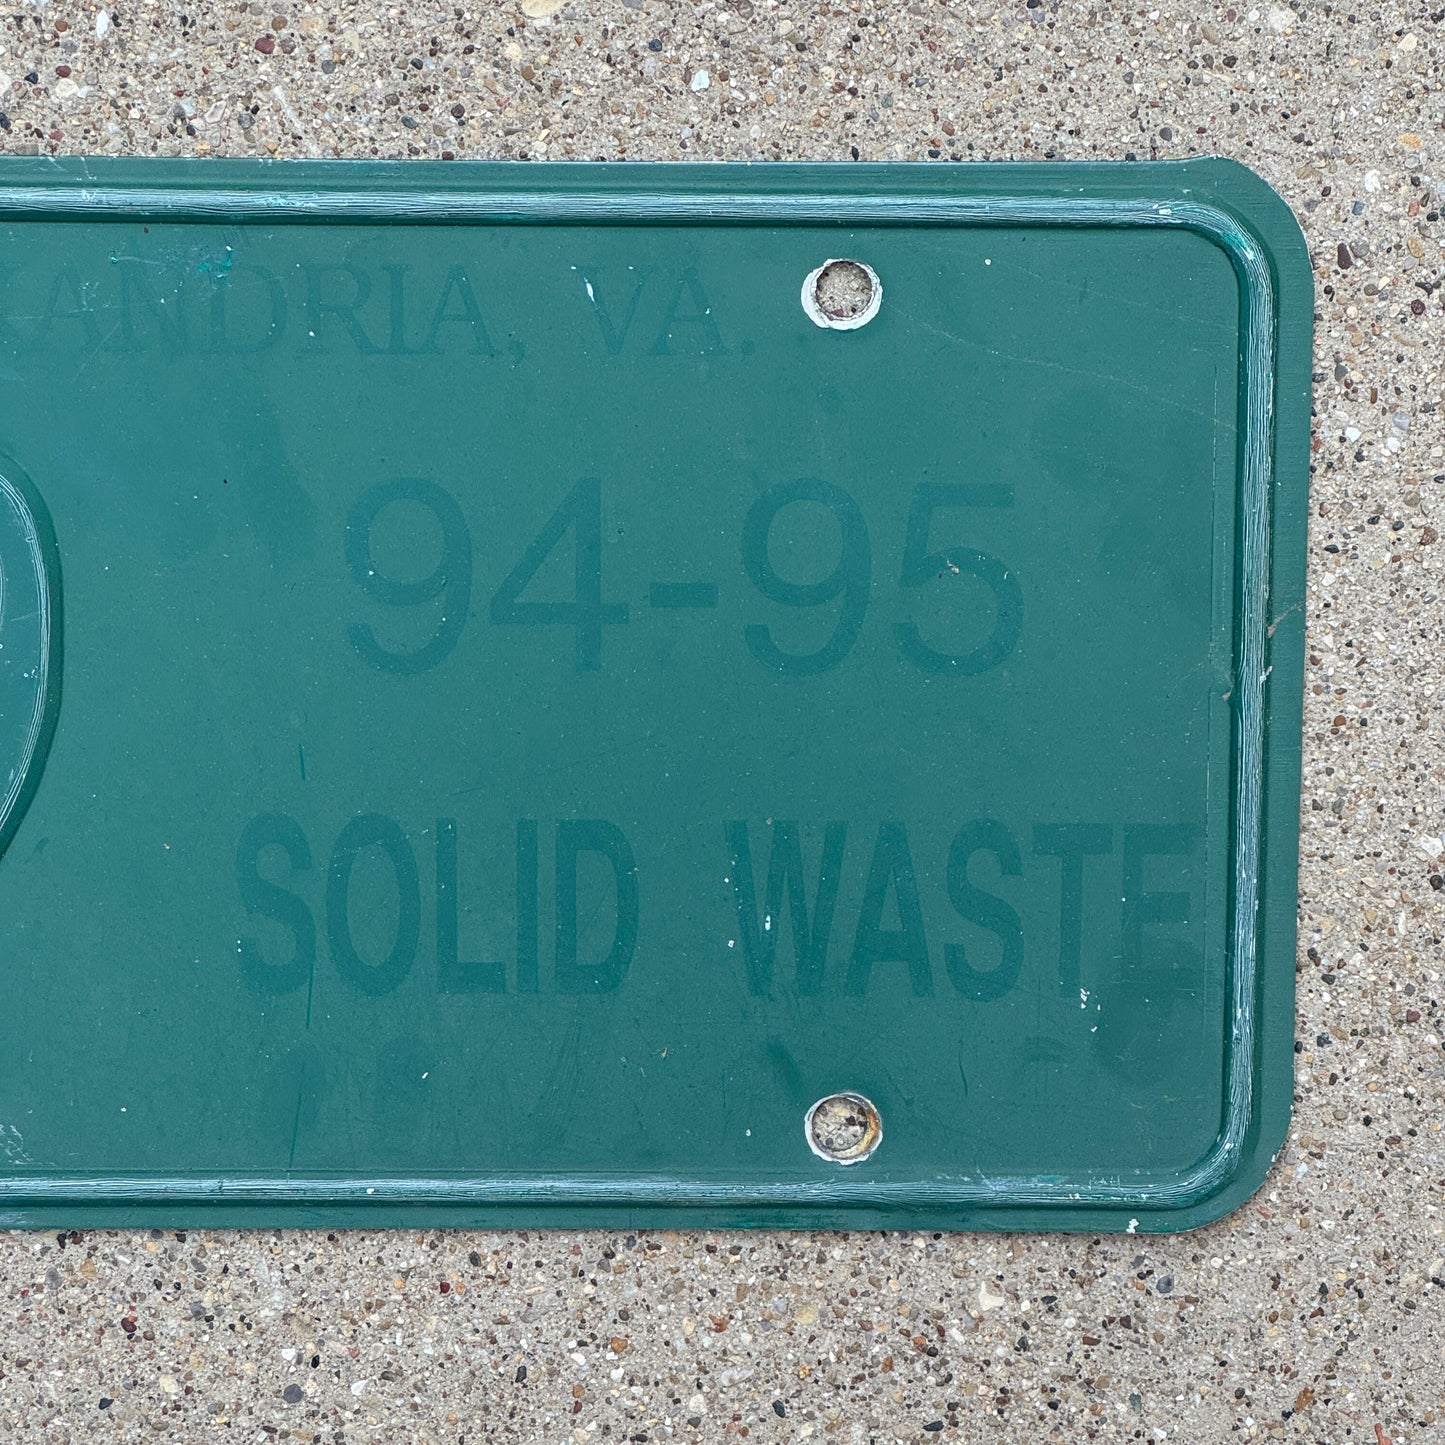 ANDRIA, VA.
94-95
SOLID WASTE